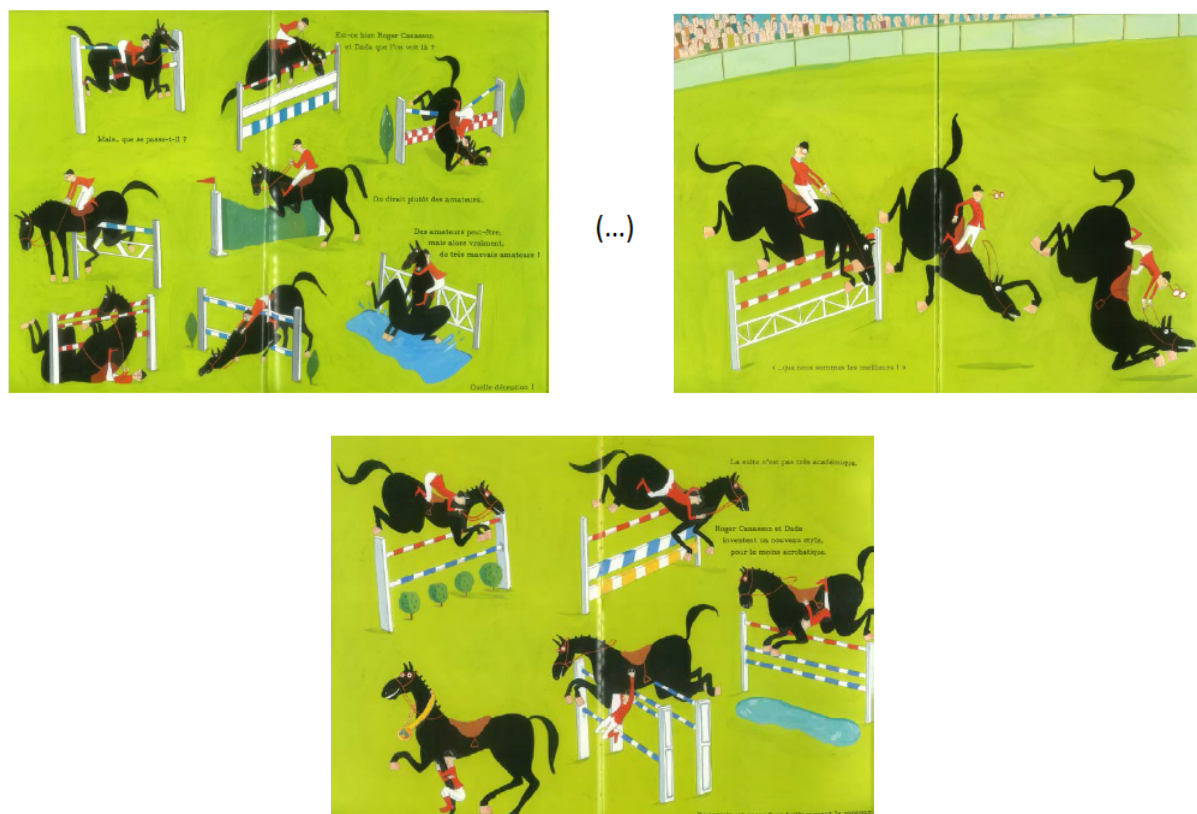 Est-ce bien Roger Canasson
et Dada que l'on voit là ?
Mais... que se passe-t-il ?
On dirait plutôt des amateurs...
Des amateurs peut-être,
mais alors vraiment,
de très mauvais amateurs !
Quelle déception !
(...)
« ...que nous sommes les meilleurs ! »
La suite n'est pas très académique.
Roger Canasson et Dada
inventent un nouveau style,
pour le moins acrobatique.